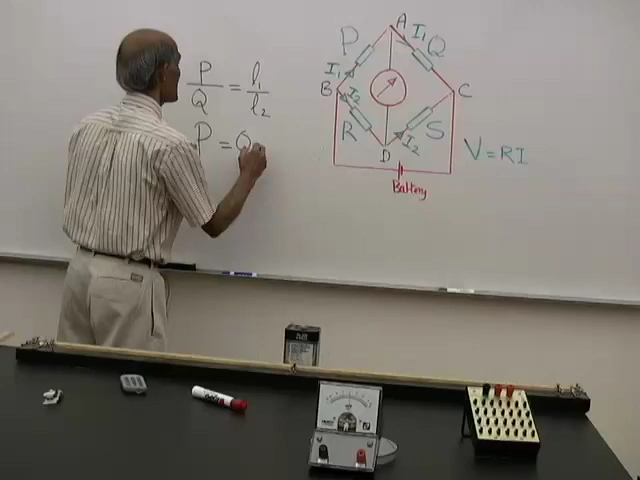 P/Q = l₁/l₂
P = Q
A
P
I₁
Q
I₁
B
C
I₂
R
S
I₂
D
V = RI
Battery